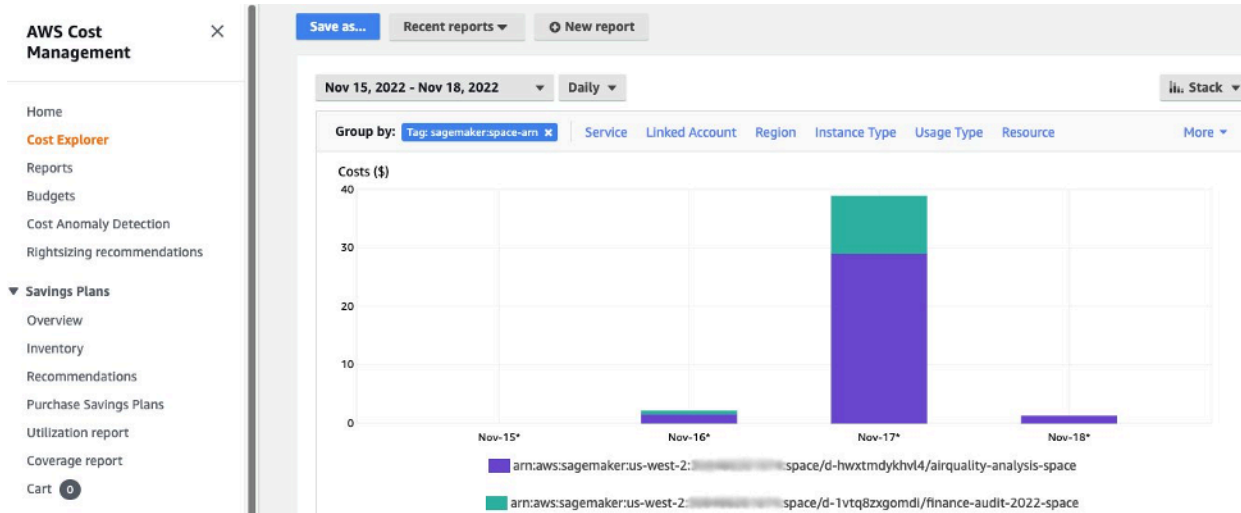 AWS Cost
Management
Home
Cost Explorer
Reports
Budgets
Cost Anomaly Detection
Rightsizing recommendations
Savings Plans
Overview
Inventory
Recommendations
Purchase Savings Plans
Utilization report
Coverage report
Cart 0
Save as... Recent reports New report
Nov 15, 2022 - Nov 18, 2022 Daily Stack
Group by: Tag: sagemaker:space-arn Service Linked Account Region Instance Type Usage Type Resource More
Costs ($)
40
30
20
10
0
Nov-15* Nov-16* Nov-17* Nov-18*
arn:aws:sagemaker:us-west-2: :space/d-hwxtmdykhvl4/airquality-analysis-space
arn:aws:sagemaker:us-west-2: space/d-1vtq8zxgomdi/finance-audit-2022-space